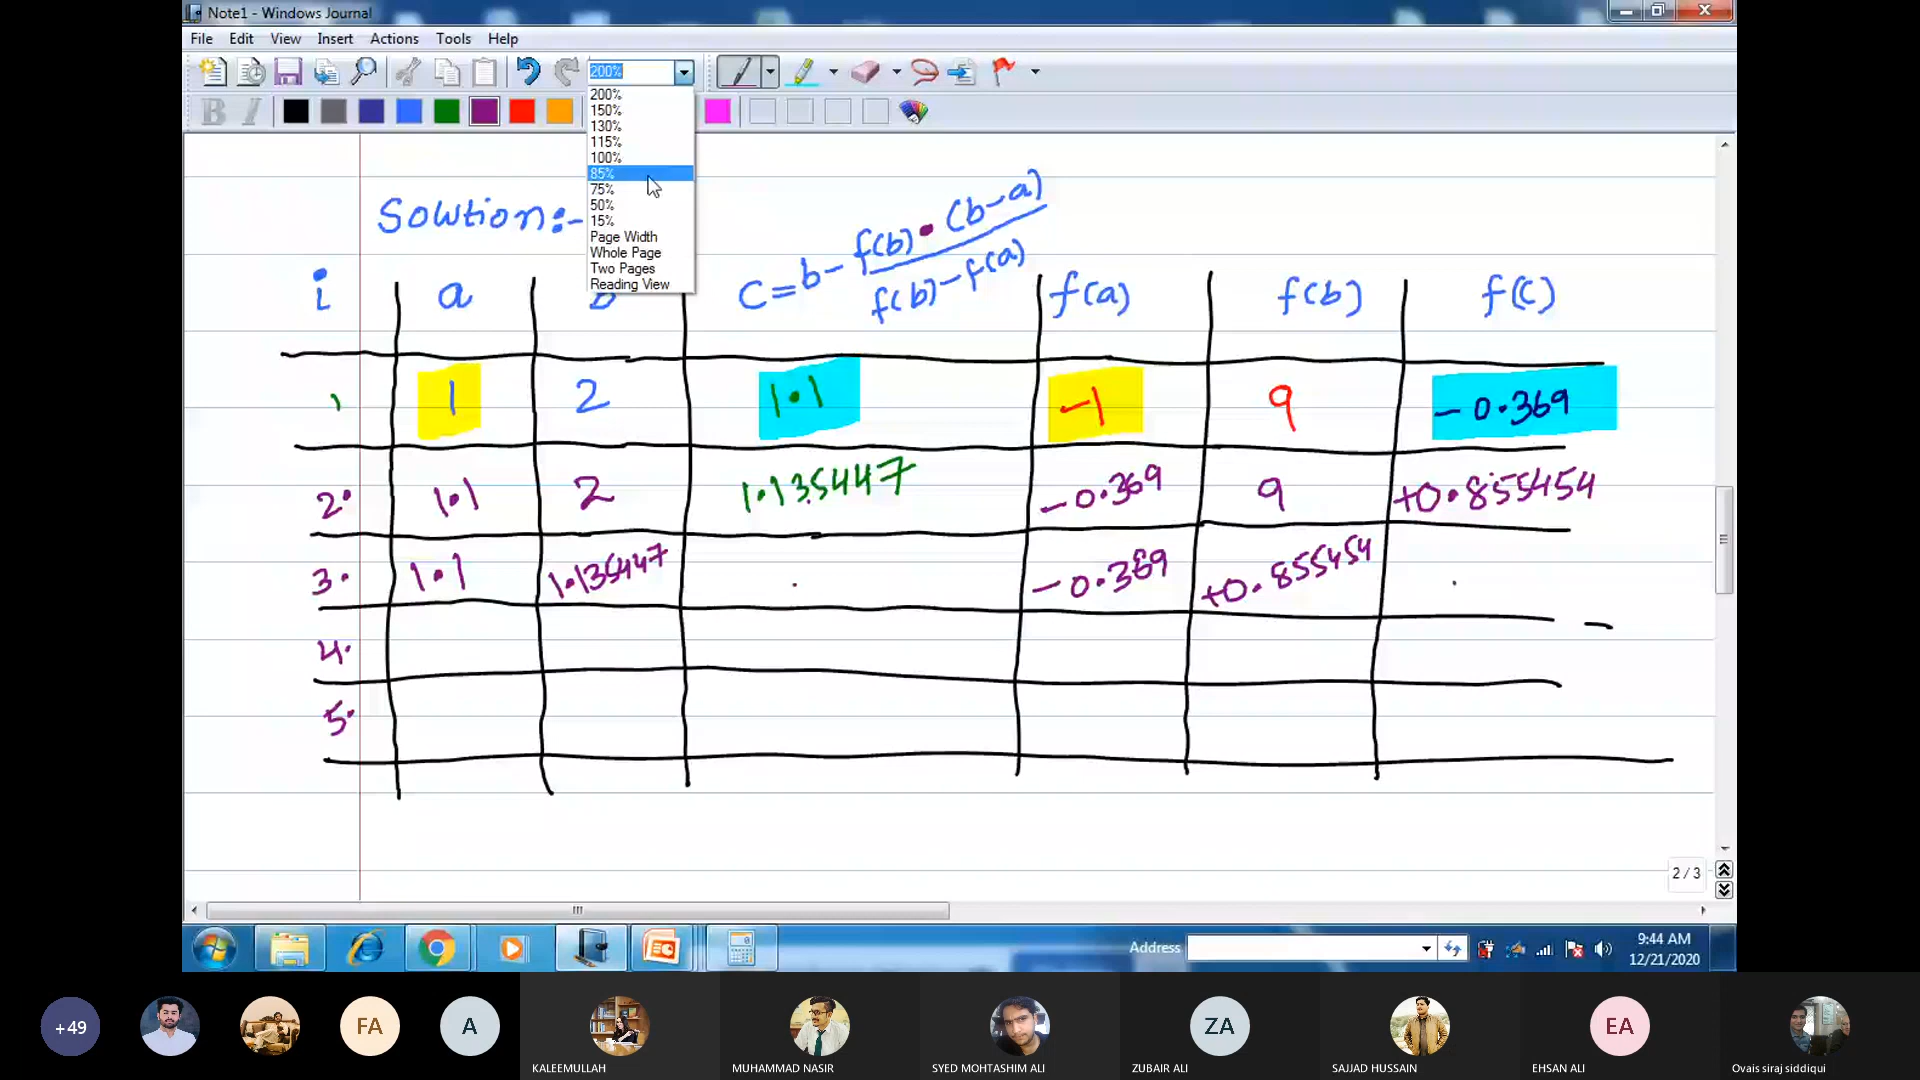 Note1 - Windows Journal
File Edit View Insert Actions Tools Help
200%
200%
150%
130%
115%
100%
85%
75%
50%
15%
Page Width
Whole Page
Two Pages
Reading View
B I
Solution:-
i a b C = b - f(b) • (b-a) / f(b) - f(a) f(a) f(b) f(c)
1 1 2 1.1 -1 9 -0.369
2. 1.1 2 1.135447 -0.369 9 +0.855454
3. 1.1 1.135447 -0.369 +0.855454
4.
5.
2 / 3
Address
9:44 AM
12/21/2020
+49 FA A ZA EA
KALEEMULLAH MUHAMMAD NASIR SYED MOHTASHIM ALI ZUBAIR ALI SAJJAD HUSSAIN EHSAN ALI Ovais siraj siddiqui